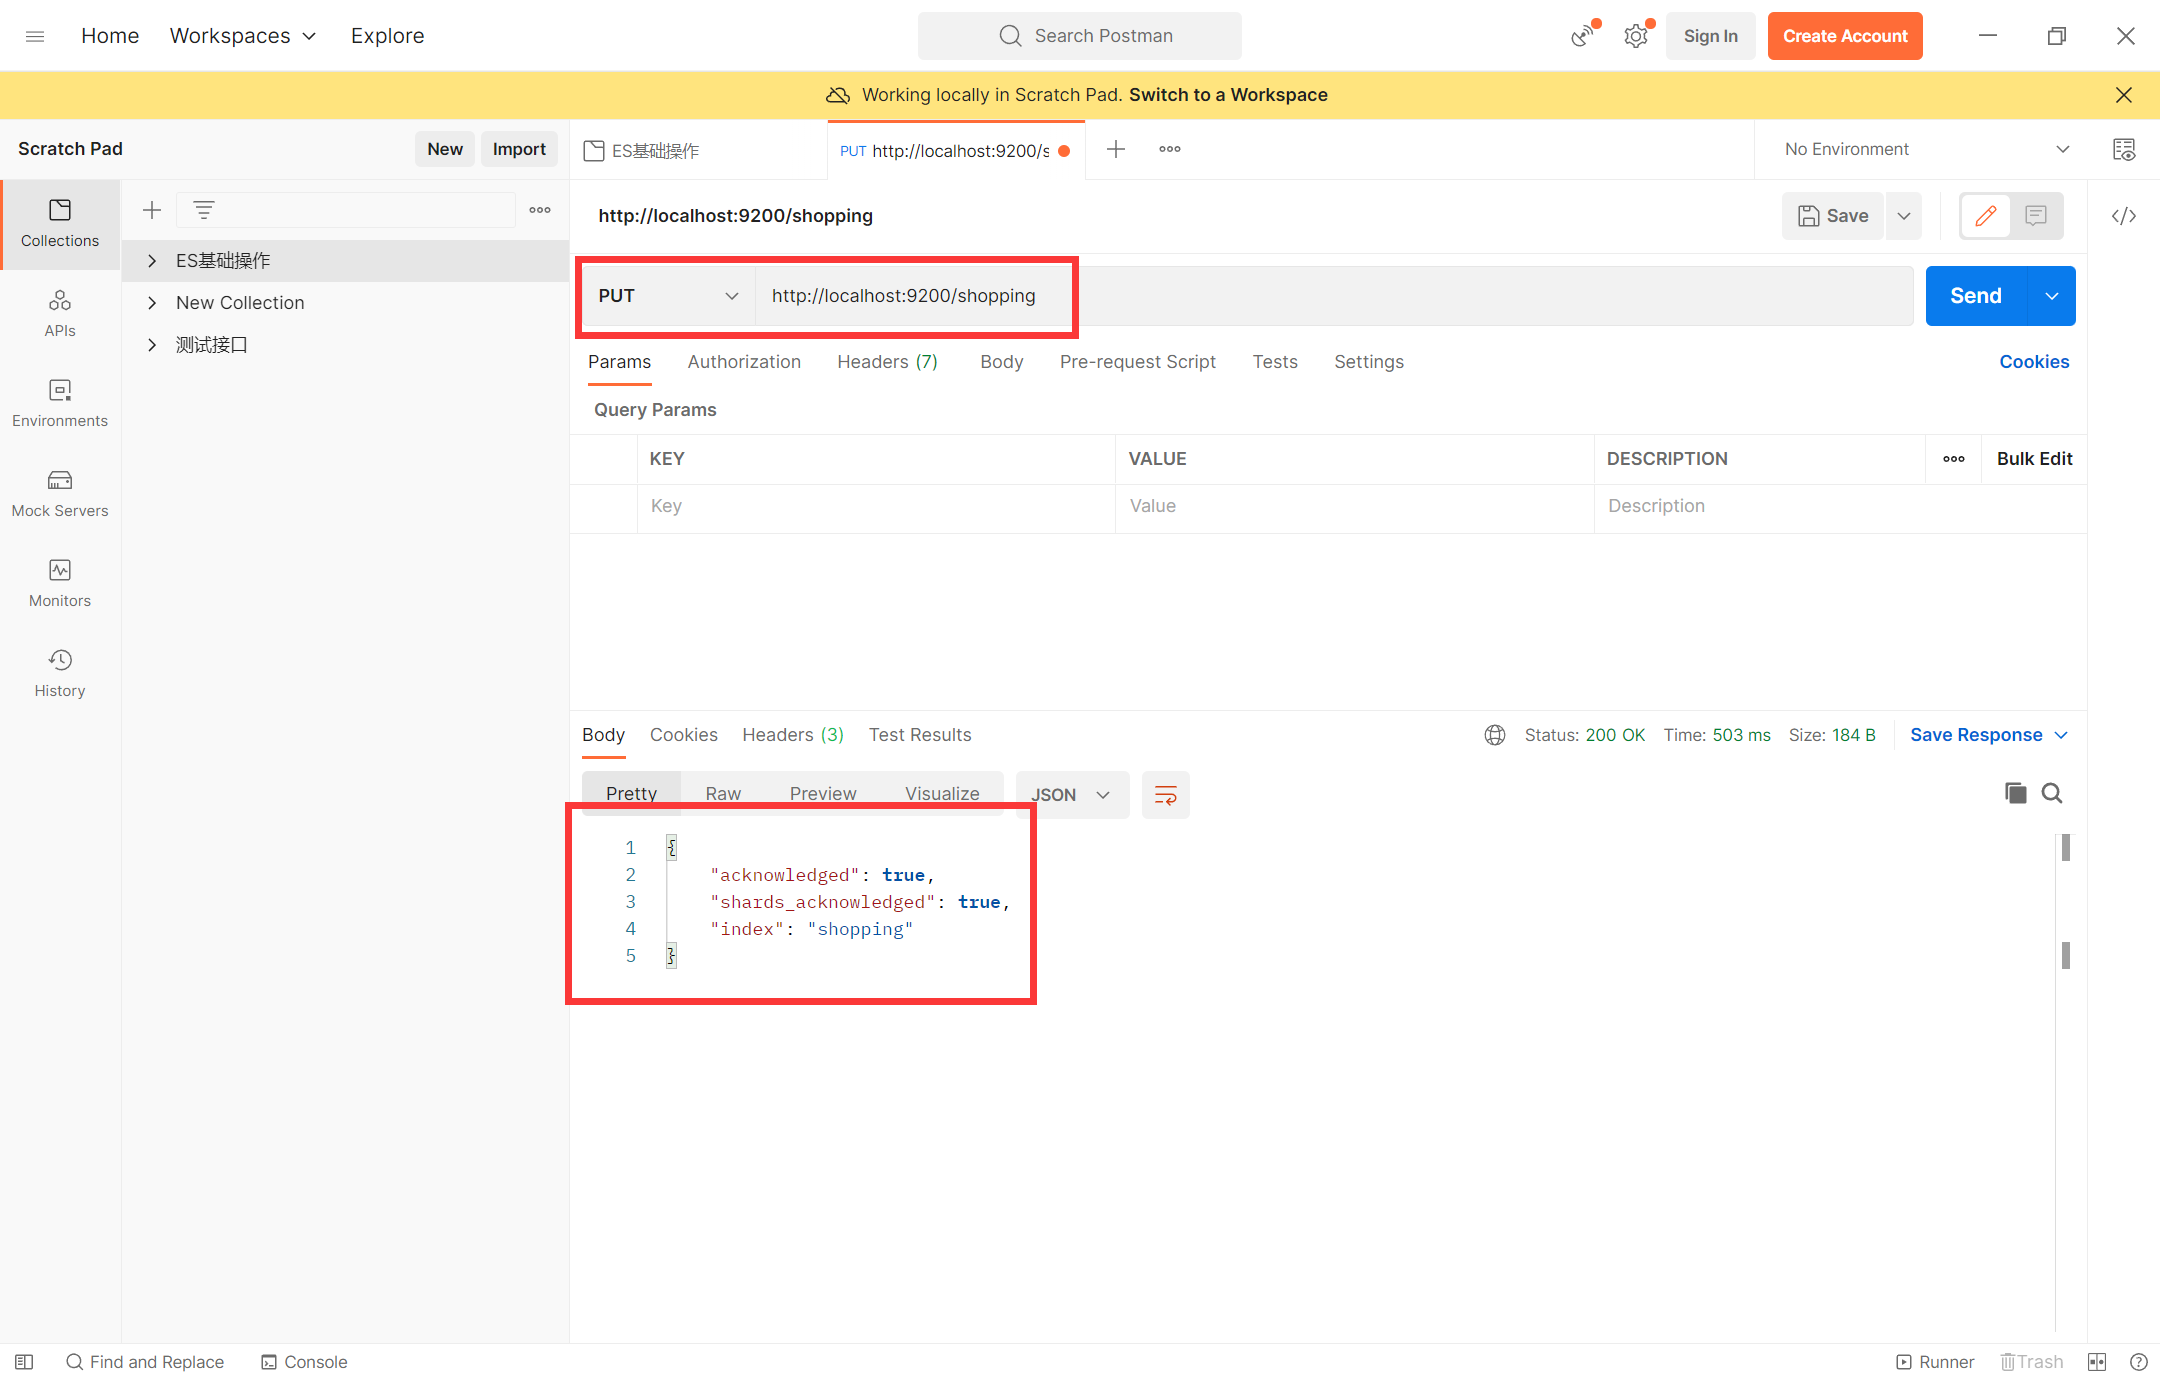 Home Workspaces Explore Search Postman Sign In Create Account
Working locally in Scratch Pad. Switch to a Workspace
Scratch Pad New Import ES基础操作 PUT http://localhost:9200/s No Environment
Collections
APIs
Environments
Mock Servers
Monitors
History
ES基础操作
New Collection
测试接口
http://localhost:9200/shopping Save
PUT http://localhost:9200/shopping Send
Params Authorization Headers (7) Body Pre-request Script Tests Settings Cookies
Query Params
KEY VALUE DESCRIPTION Bulk Edit
Key Value Description
Body Cookies Headers (3) Test Results Status: 200 OK Time: 503 ms Size: 184 B Save Response
Pretty Raw Preview Visualize JSON
1 {
2 "acknowledged": true,
3 "shards_acknowledged": true,
4 "index": "shopping"
5 }
Find and Replace Console Runner Trash